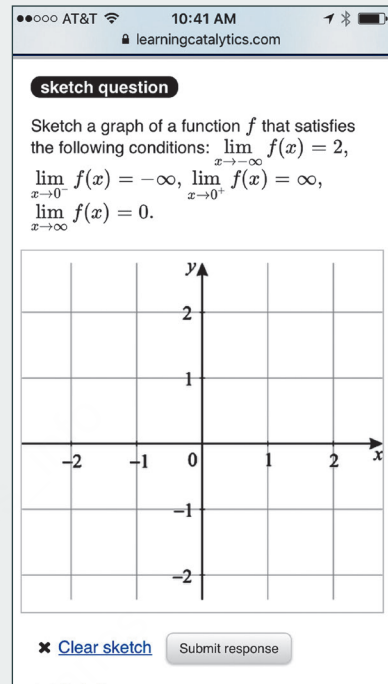 ●●○○○ AT&T 10:41 AM
learningcatalytics.com
sketch question
Sketch a graph of a function f that satisfies
the following conditions: lim_{x→−∞} f(x) = 2,
lim_{x→0⁻} f(x) = −∞, lim_{x→0⁺} f(x) = ∞,
lim_{x→∞} f(x) = 0.
y
2
1
−2 −1 0 1 2 x
−1
−2
✖ Clear sketch Submit response